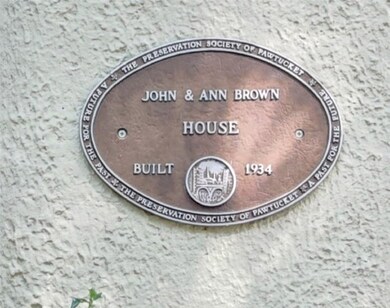 THE PRESERVATION SOCIETY OF PAWTUCKET
A PAST FOR THE FUTURE
THE PRESERVATION SOCIETY OF PAWTUCKET
A FUTURE FOR THE PAST
JOHN & ANN BROWN
HOUSE
BUILT 1934